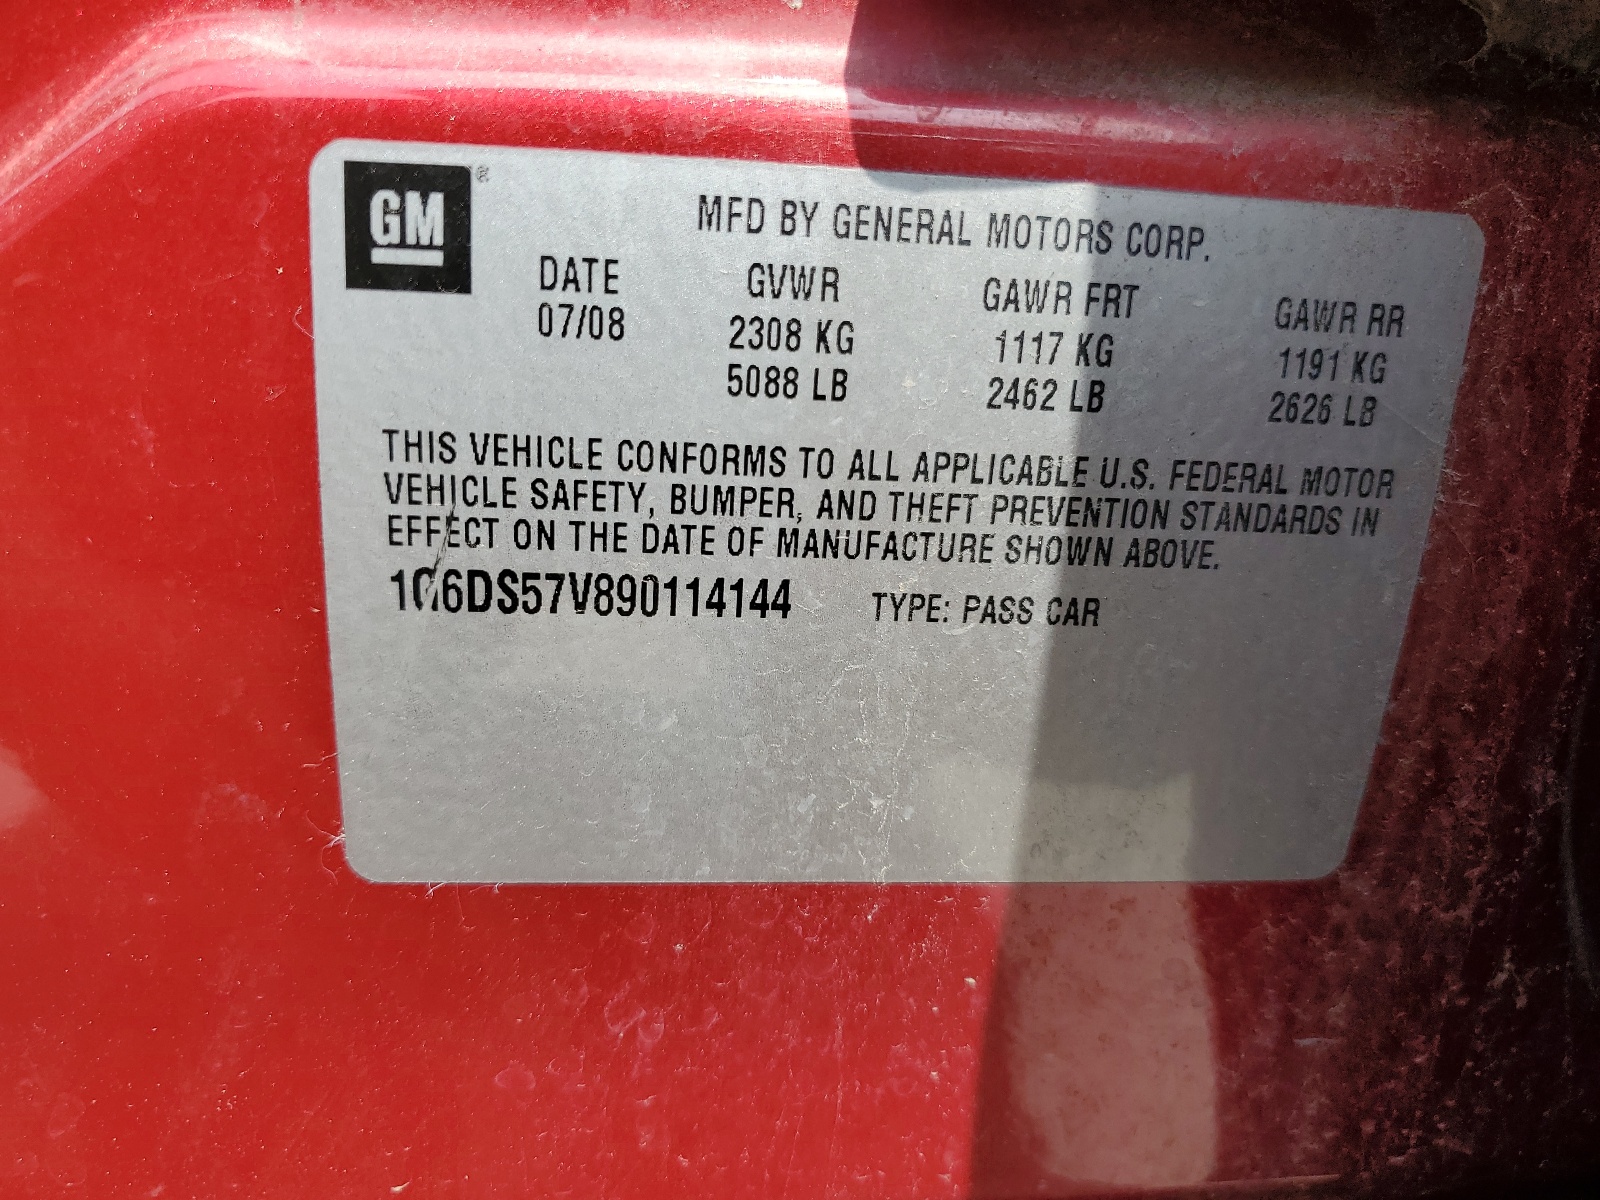 GM®
MFD BY GENERAL MOTORS CORP.
DATE GVWR GAWR FRT GAWR RR
07/08 2308 KG 1117 KG 1191 KG
5088 LB 2462 LB 2626 LB
THIS VEHICLE CONFORMS TO ALL APPLICABLE U.S. FEDERAL MOTOR
VEHICLE SAFETY, BUMPER, AND THEFT PREVENTION STANDARDS IN
EFFECT ON THE DATE OF MANUFACTURE SHOWN ABOVE.
1G6DS57V890114144 TYPE: PASS CAR